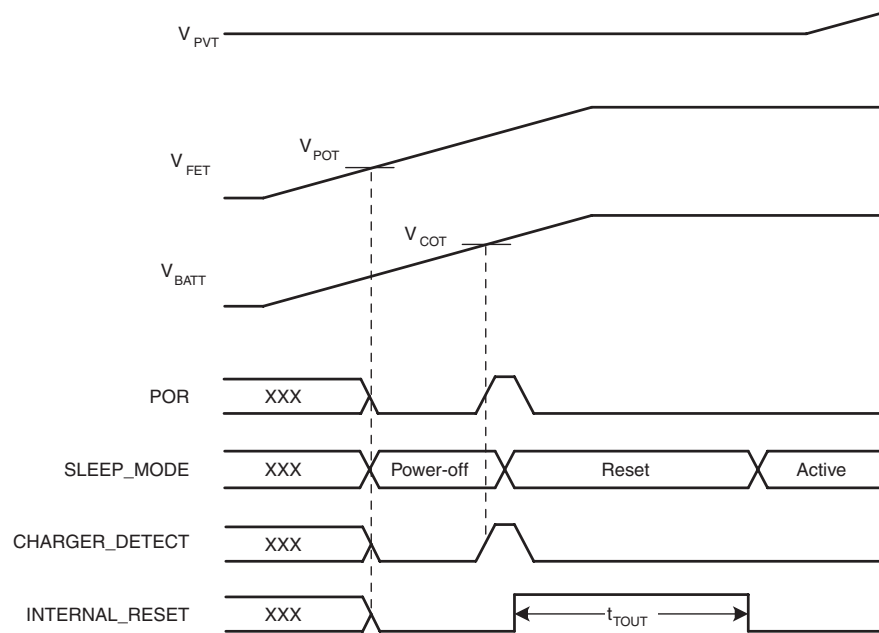 V PVT
V POT
V FET
V COT
V BATT
POR XXX
SLEEP_MODE XXX Power-off Reset Active
CHARGER_DETECT XXX
INTERNAL_RESET XXX t TOUT